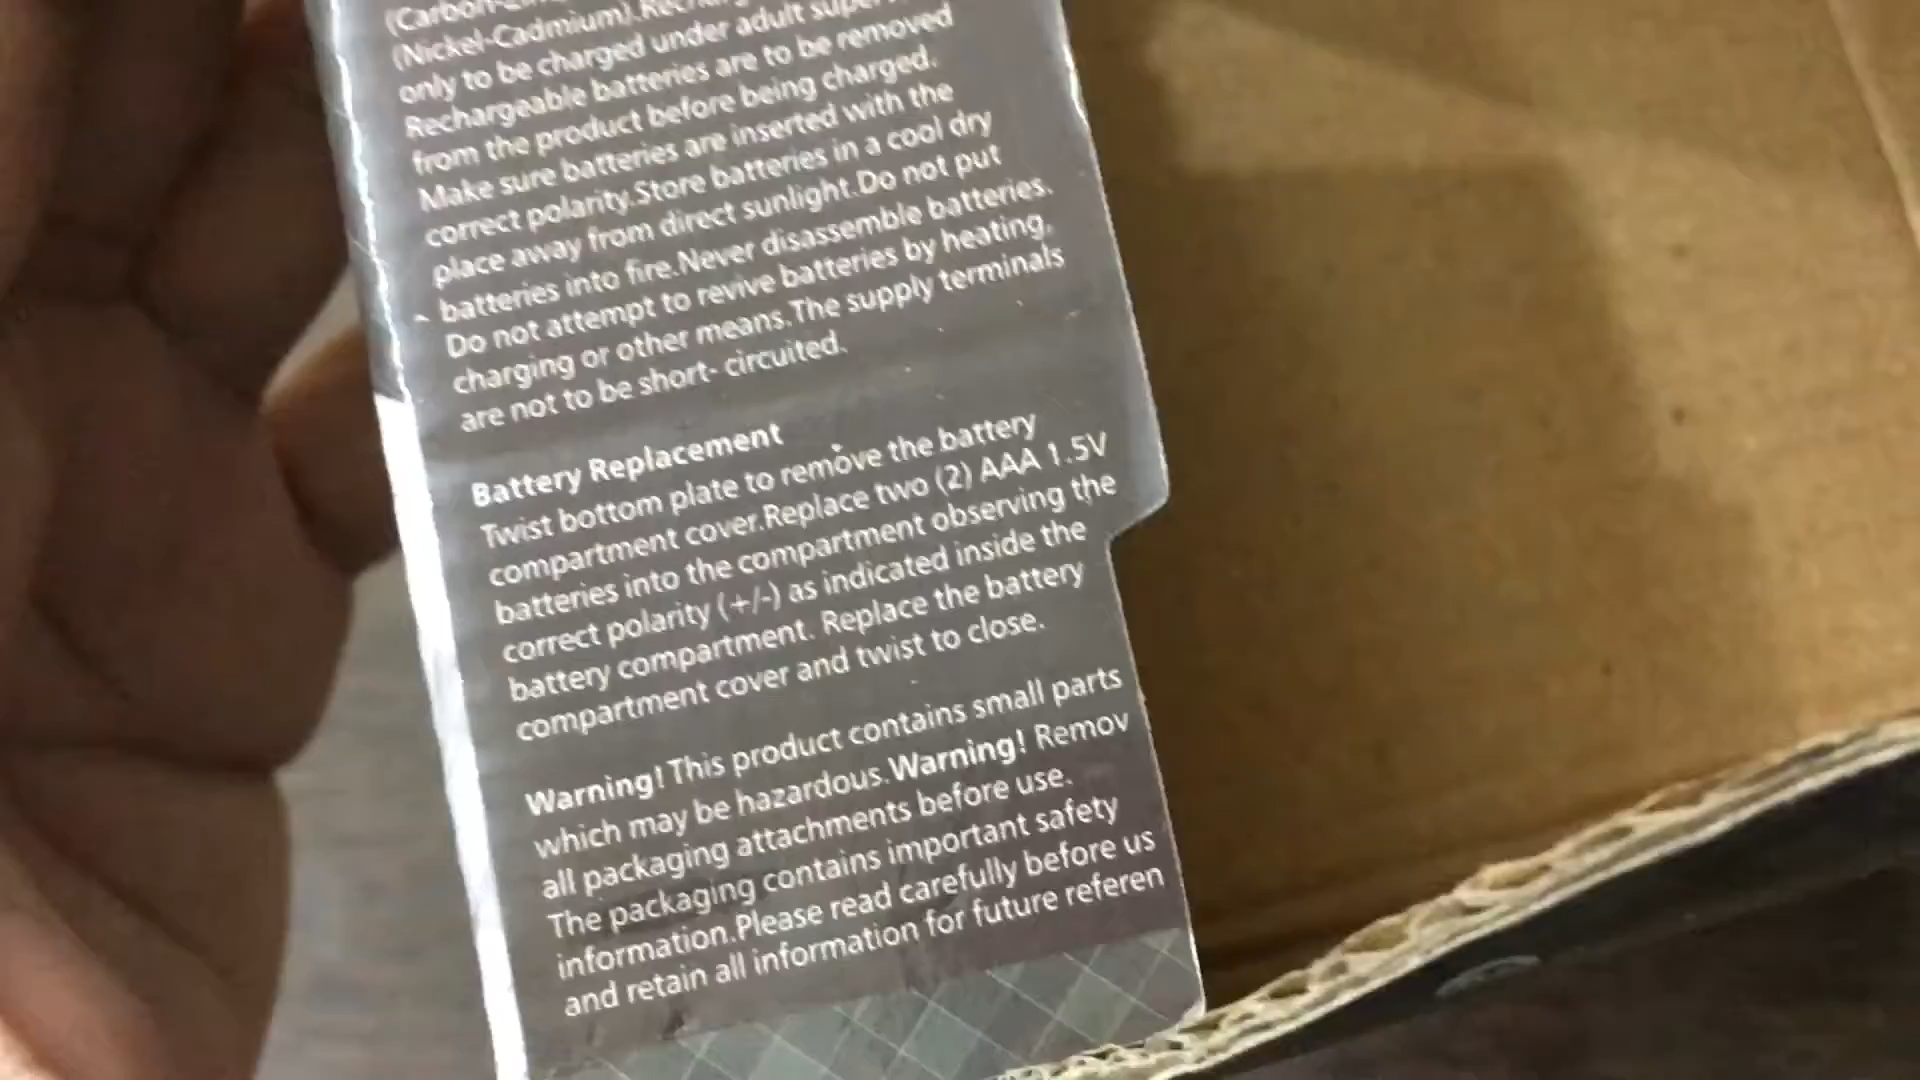 (Nickel-Cadmium).
only to be charged under adult
Rechargeable batteries are to be removed
from the product before being charged.
Make sure batteries are inserted with the
correct polarity.Store batteries in a cool dry
place away from direct sunlight.Do not put
batteries into fire.Never disassemble batteries.
Do not attempt to revive batteries by heating,
charging or other means.The supply terminals
are not to be short- circuited.
Battery Replacement
Twist bottom plate to remove the battery
compartment cover.Replace two (2) AAA 1.5V
batteries into the compartment observing the
correct polarity (+/-) as indicated inside the
battery compartment. Replace the battery
compartment cover and twist to close.
Warning! This product contains small parts
which may be hazardous.Warning! Remov
all packaging attachments before use.
The packaging contains important safety
information.Please read carefully before us
and retain all information for future referen